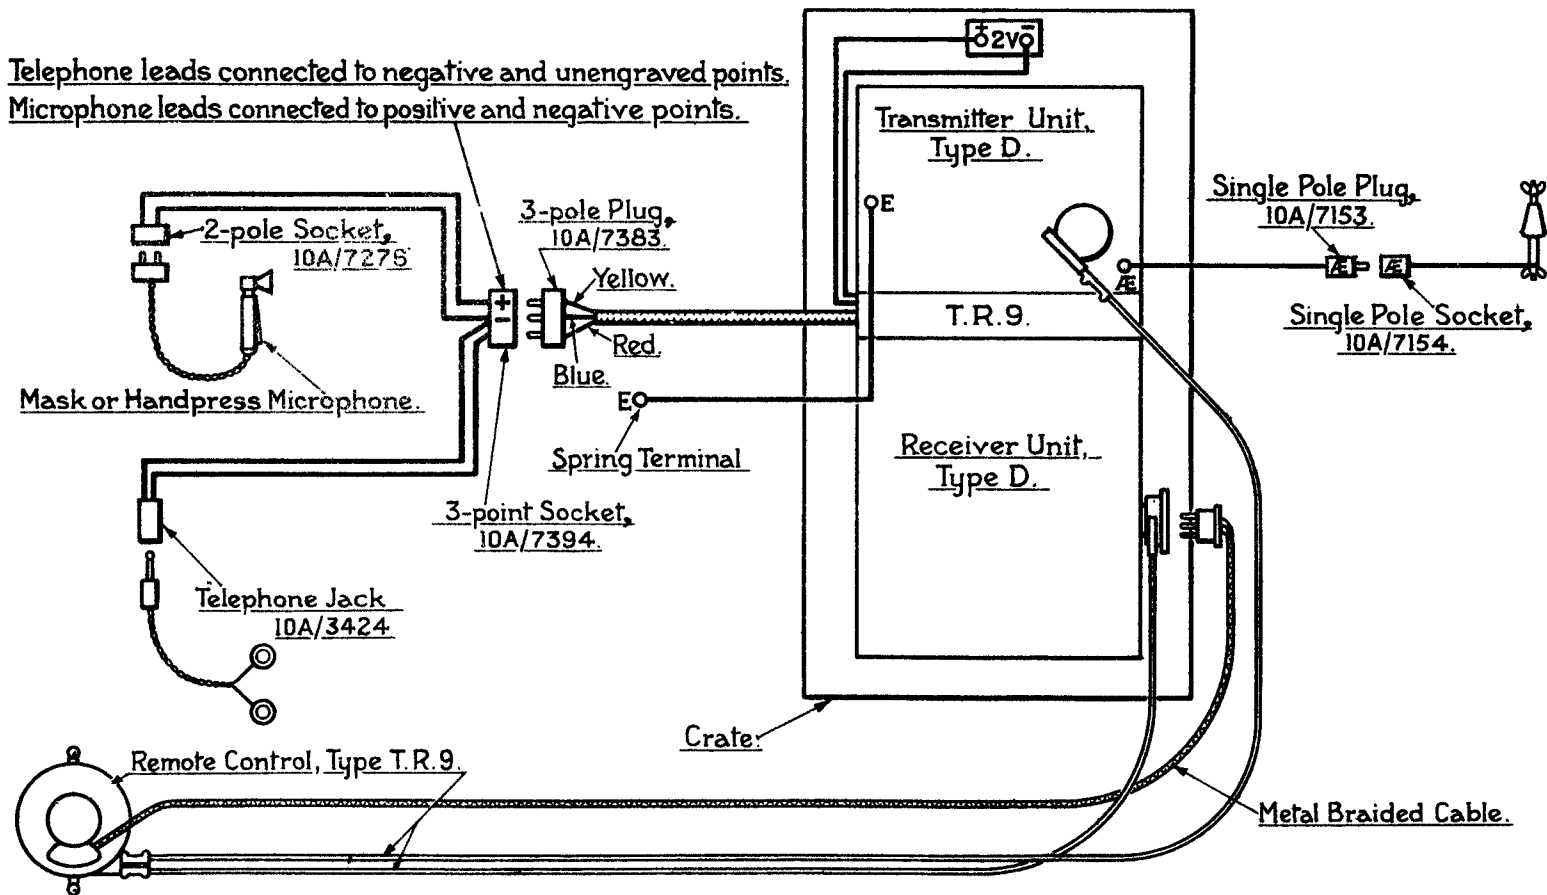 Telephone leads connected to negative and unengraved points.
Microphone leads connected to positive and negative points.
+ 2V -
Transmitter Unit,
Type D.
E
Æ
T.R.9.
Receiver Unit,
Type D.
Single Pole Plug,
10A/7153.
Æ
Æ
Single Pole Socket,
10A/7154.
2-pole Socket,
10A/7276
3-pole Plug,
10A/7383.
Yellow.
+
-
Red.
Blue.
Mask or Handpress Microphone.
E
Spring Terminal
3-point Socket,
10A/7394.
Telephone Jack
10A/3424
Crate.
Remote Control, Type T.R.9.
Metal Braided Cable.